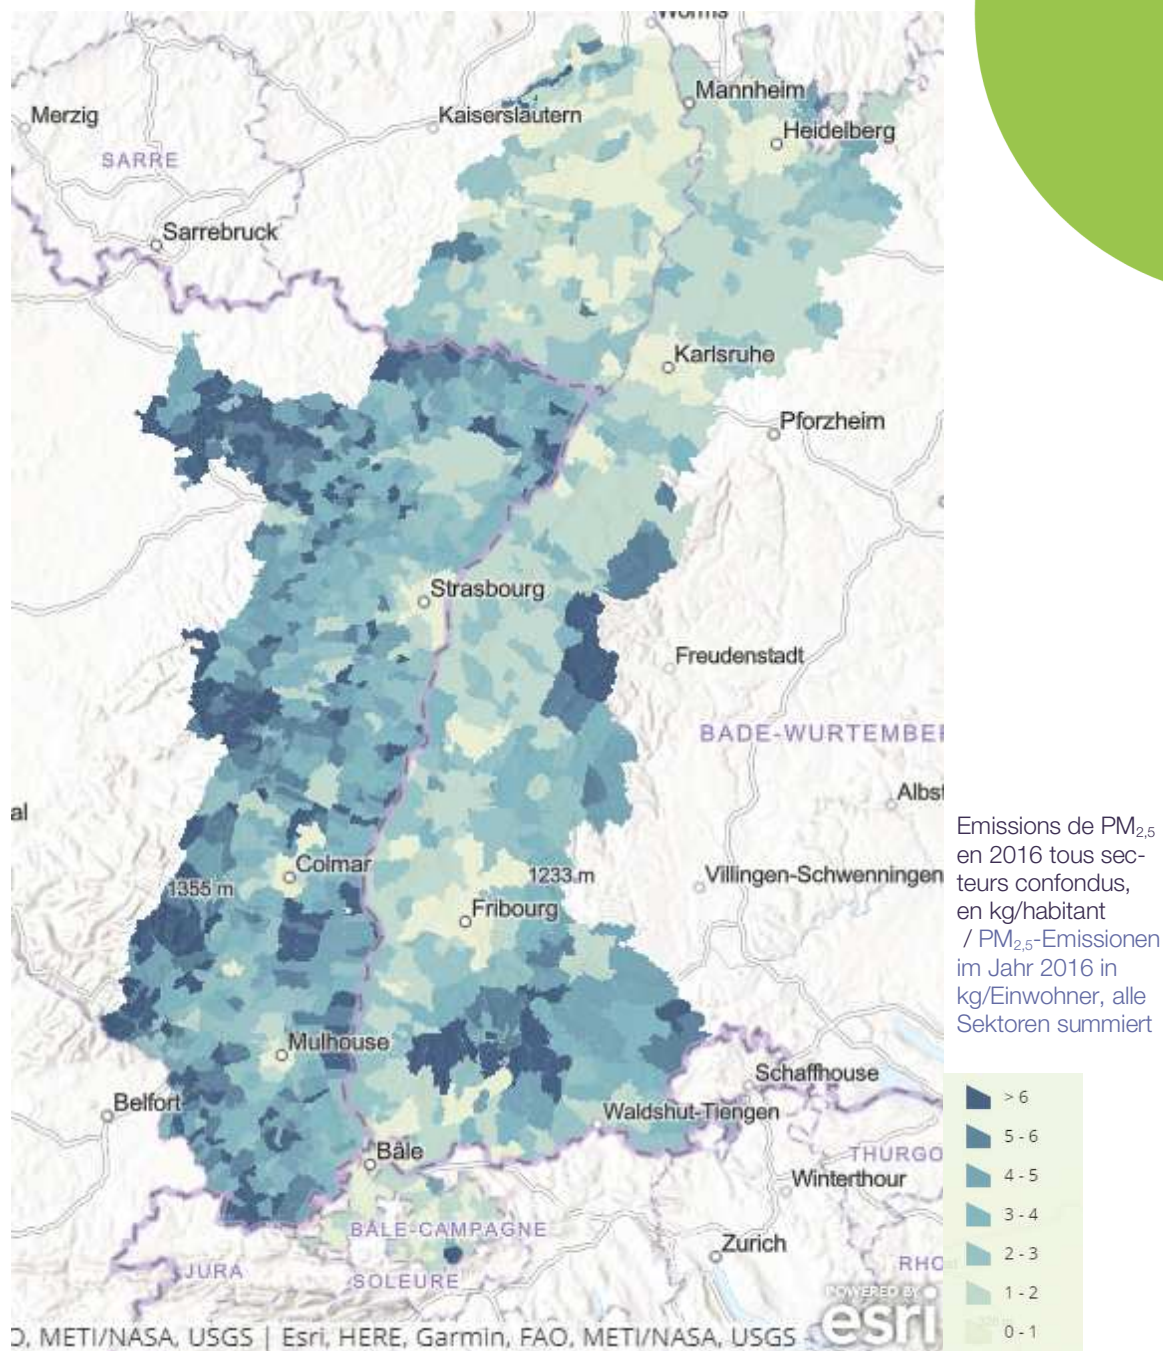 Worms
Mannheim
Merzig
Kaiserslautern
Heidelberg
SARRE
Sarrebruck
Karlsruhe
Pforzheim
Strasbourg
Freudenstadt
BADE-WURTEMBE
Albst
al
Colmar
1355 m
1233 m
Villingen-Schwenningen
Fribourg
Mulhouse
Schaffhouse
Belfort
Waldshut-Tiengen
Bâle
THURGO
Winterthour
BÂLE-CAMPAGNE
Zurich
JURA
SOLEURE
RHO
POWERED BY
esri
O, METI/NASA, USGS | Esri, HERE, Garmin, FAO, METI/NASA, USGS
Emissions de PM2,5
en 2016 tous sec-
teurs confondus,
en kg/habitant
/ PM2,5-Emissionen
im Jahr 2016 in
kg/Einwohner, alle
Sektoren summiert
> 6
5 - 6
4 - 5
3 - 4
2 - 3
1 - 2
0 - 1